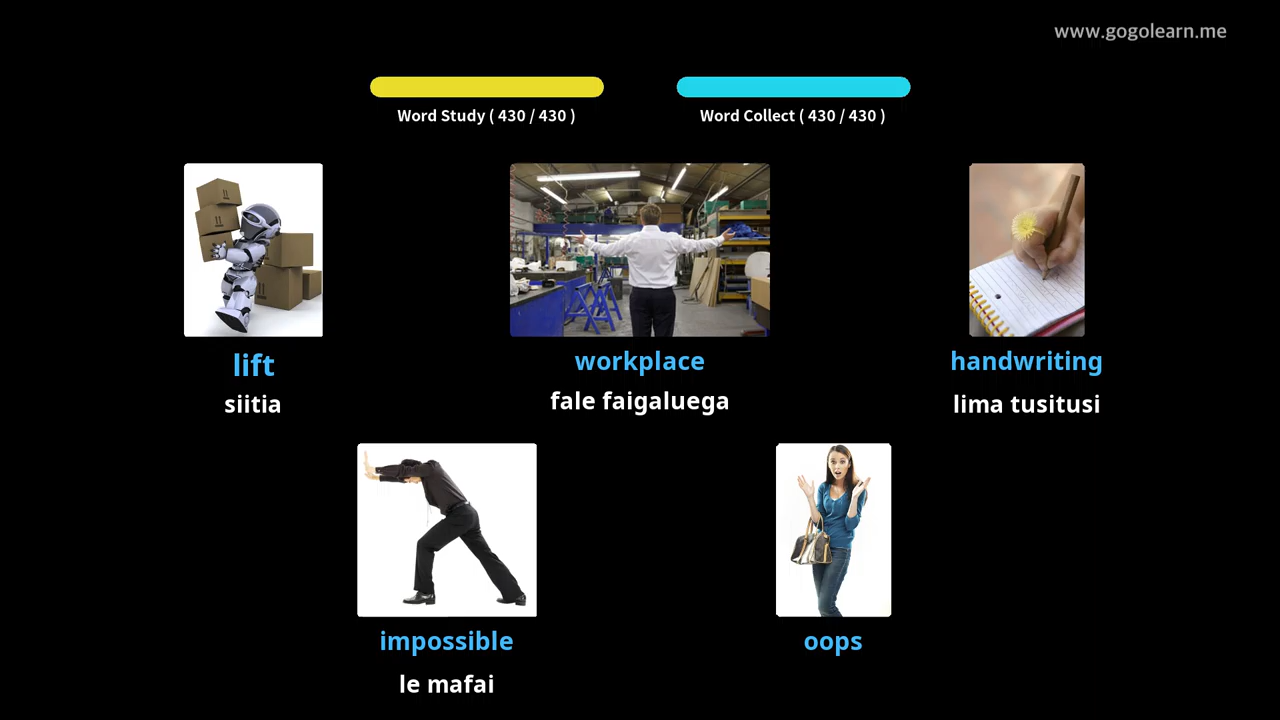 www.gogolearn.me
Word Study ( 430 / 430 )
Word Collect ( 430 / 430 )
lift
siitia
workplace
fale faigaluega
handwriting
lima tusitusi
impossible
le mafai
oops